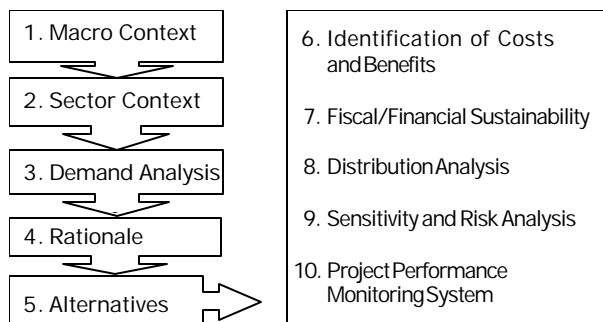 1. Macro Context
2. Sector Context
3. Demand Analysis
4. Rationale
5. Alternatives
6. Identification of Costs
and Benefits
7. Fiscal/Financial Sustainability
8. Distribution Analysis
9. Sensitivity and Risk Analysis
10. Project Performance
Monitoring System